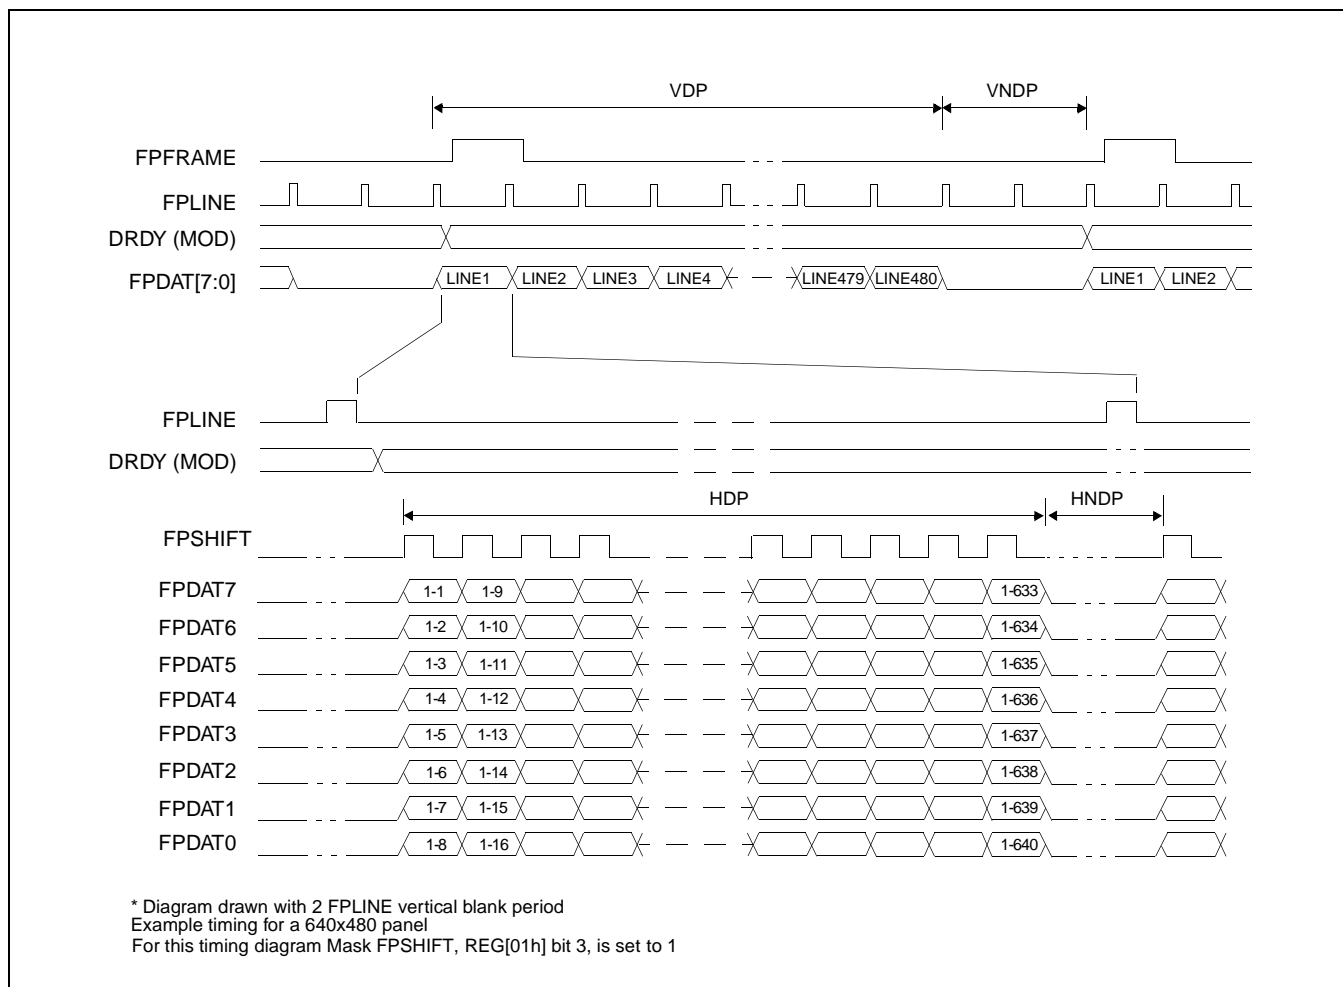 VDP VNDP
FPFRAME
FPLINE
DRDY (MOD)
FPDAT[7:0] LINE1 LINE2 LINE3 LINE4 LINE479 LINE480 LINE1 LINE2
FPLINE
DRDY (MOD)
HDP HNDP
FPSHIFT
FPDAT7 1-1 1-9 1-633
FPDAT6 1-2 1-10 1-634
FPDAT5 1-3 1-11 1-635
FPDAT4 1-4 1-12 1-636
FPDAT3 1-5 1-13 1-637
FPDAT2 1-6 1-14 1-638
FPDAT1 1-7 1-15 1-639
FPDAT0 1-8 1-16 1-640
* Diagram drawn with 2 FPLINE vertical blank period
Example timing for a 640x480 panel
For this timing diagram Mask FPSHIFT, REG[01h] bit 3, is set to 1